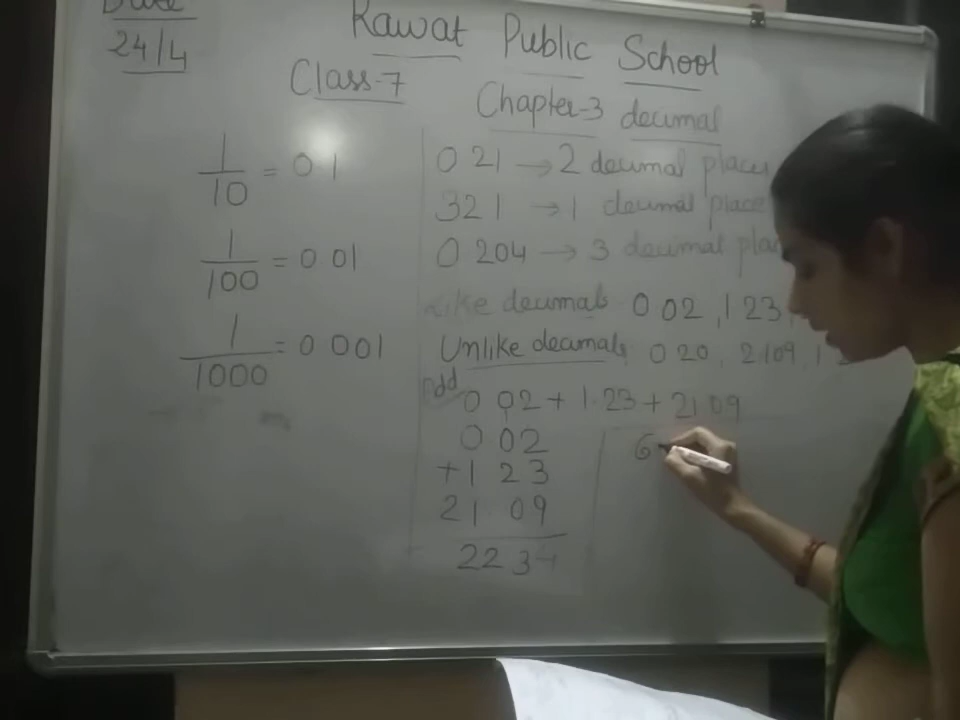 Date
24/4
Rawat Public School
Class-7
Chapter-3 decimal
1/10 = 0 1
1/100 = 0 01
1/1000 = 0 001
0 21 → 2 decimal places
32 1 → 1 decimal place
0 204 → 3 decimal pla
Like decimals 0 02, 1 23,
Unlike decimals, 0 020, 2 109, 1
Add
0 02 + 1.23 + 21 09
0 02
+1 23
21 09
22 34
6